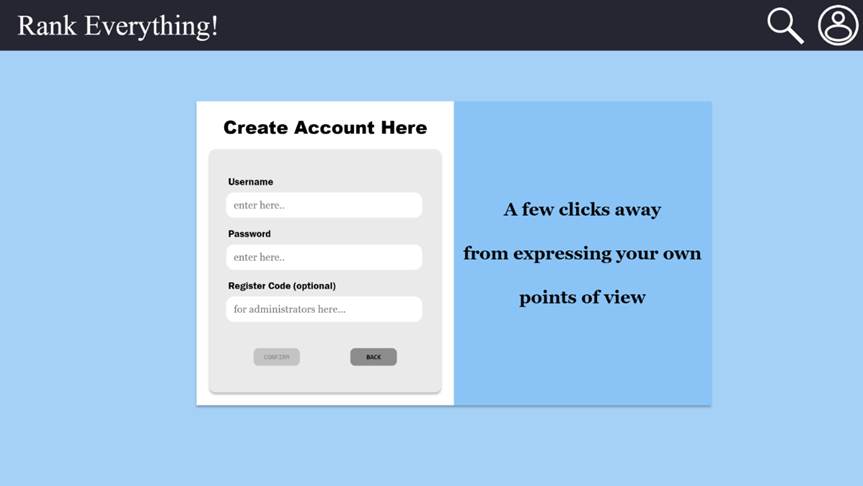 Rank Everything!
Create Account Here
Username
enter here..
Password
enter here..
Register Code (optional)
for administrators here...
CONFIRM
BACK
A few clicks away
from expressing your own
points of view